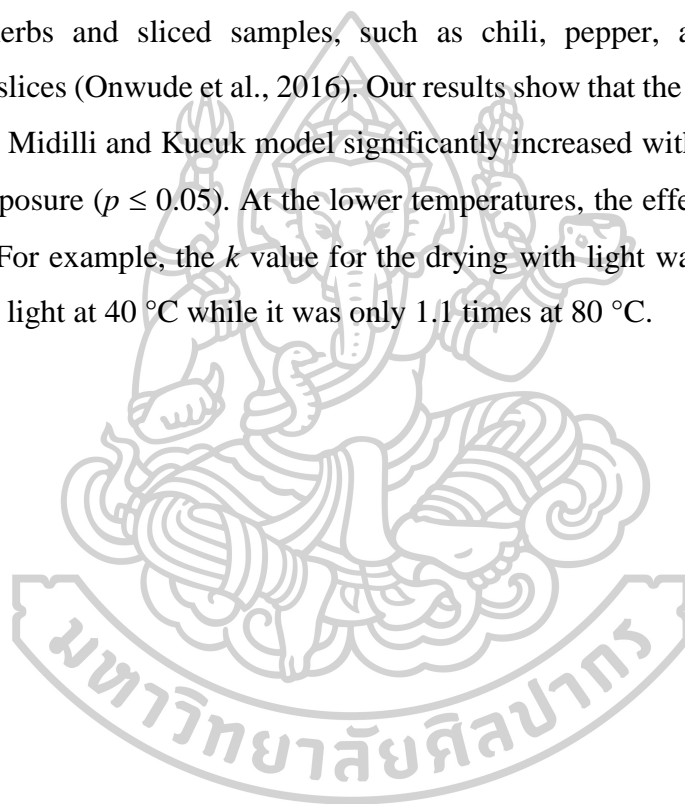 erbs and sliced samples, such as chili, pepper, a
slices (Onwude et al., 2016). Our results show that the
Midilli and Kucuk model significantly increased with
posure (p ≤ 0.05). At the lower temperatures, the effe
For example, the k value for the drying with light wa
light at 40 °C while it was only 1.1 times at 80 °C.
มหาวิทยาลัยศิลปากร